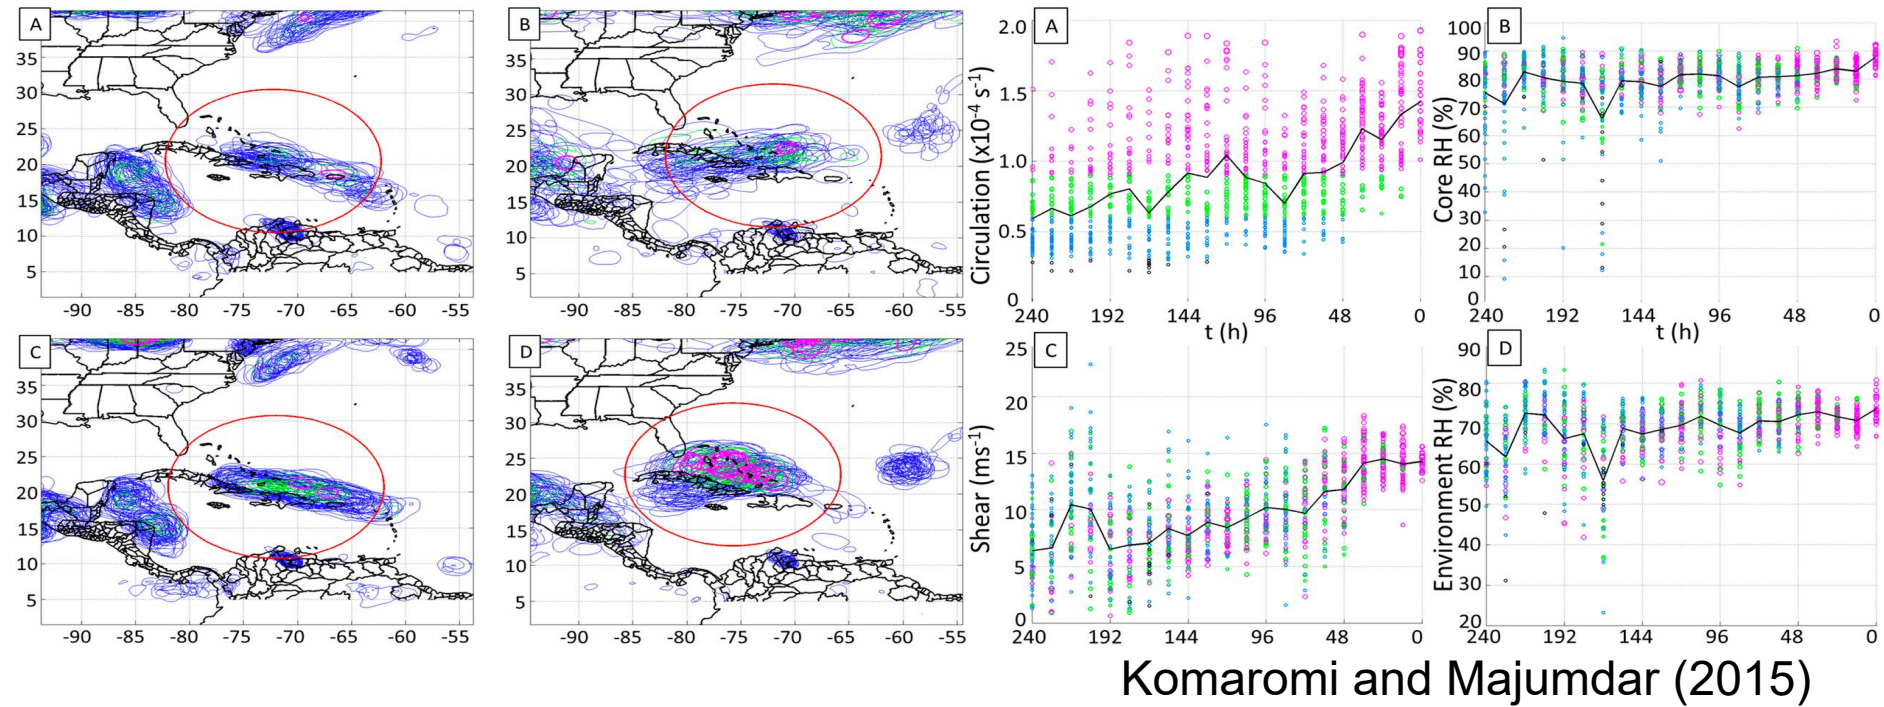 A
35
30
25
20
15
10
5
-90 -85 -80 -75 -70 -65 -60 -55
B
35
30
25
20
15
10
5
-90 -85 -80 -75 -70 -65 -60 -55
C
35
30
25
20
15
10
5
-90 -85 -80 -75 -70 -65 -60 -55
D
35
30
25
20
15
10
5
-90 -85 -80 -75 -70 -65 -60 -55
A
Circulation (x10⁻⁴ s⁻¹)
2.0
1.5
1.0
0.5
0
240 192 144 96 48 0
t (h)
B
Core RH (%)
100
90
80
70
60
50
40
30
20
10
0
240 192 144 96 48 0
t (h)
C
Shear (ms⁻¹)
25
20
15
10
5
0
240 192 144 96 48 0
D
Environment RH (%)
90
80
70
60
50
40
30
20
240 192 144 96 48 0
Komaromi and Majumdar (2015)